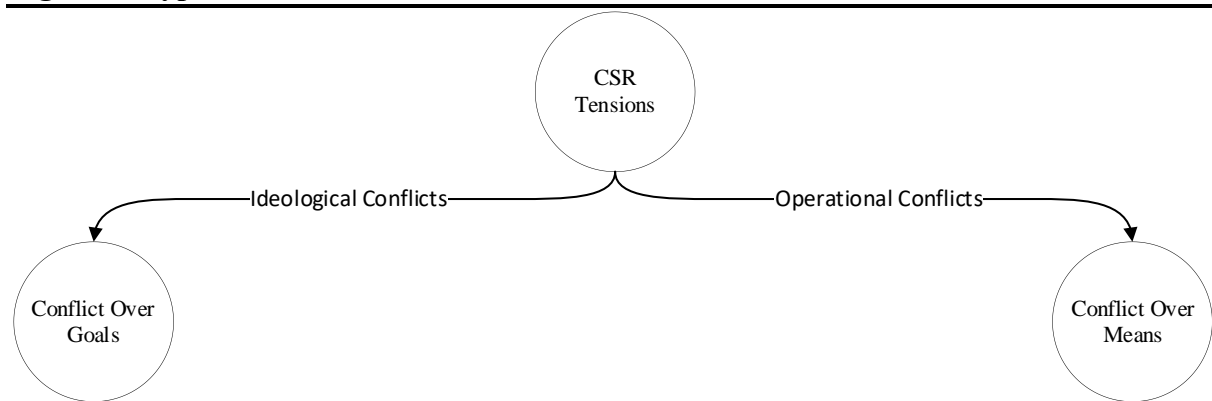 CSR
Tensions
Ideological Conflicts
Operational Conflicts
Conflict Over
Goals
Conflict Over
Means